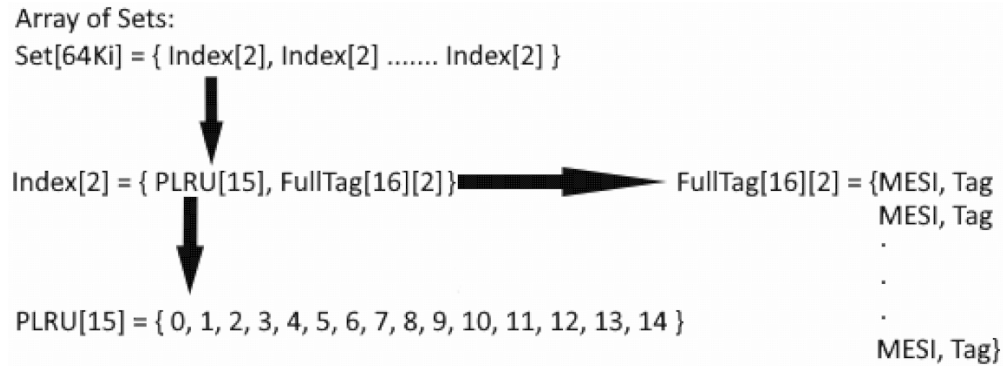 Array of Sets:
Set[64Ki] = { Index[2], Index[2] ....... Index[2] }
Index[2] = { PLRU[15], FullTag[16][2] }
FullTag[16][2] = {MESI, Tag
MESI, Tag
.
.
.
MESI, Tag}
PLRU[15] = { 0, 1, 2, 3, 4, 5, 6, 7, 8, 9, 10, 11, 12, 13, 14 }